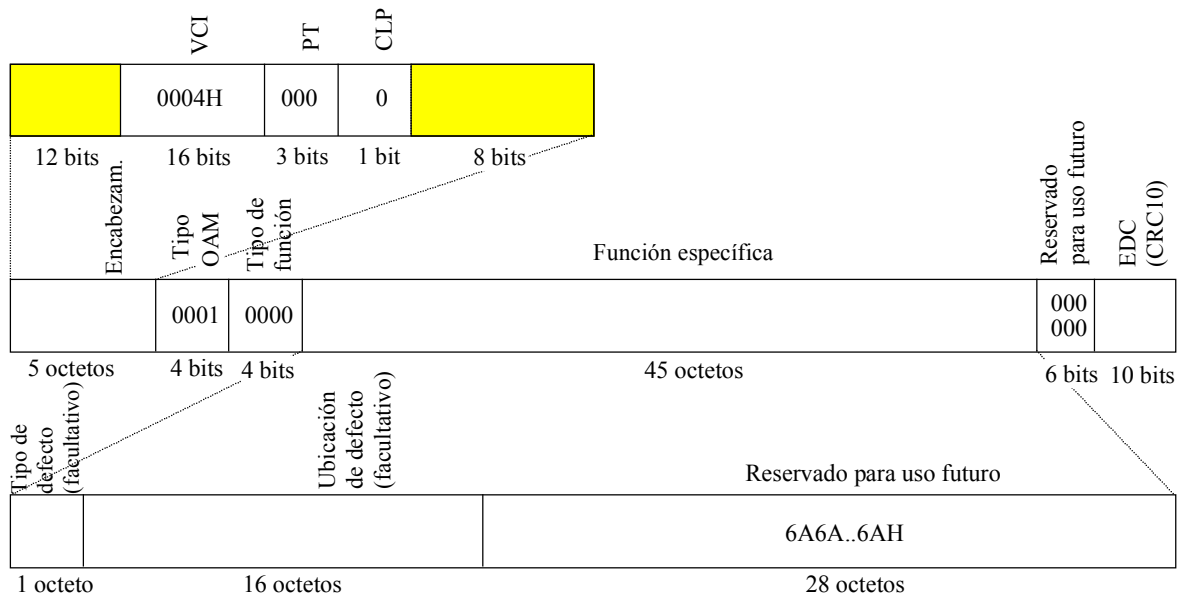 VCI
PT
CLP
0004H
000
0
12 bits
16 bits
3 bits
1 bit
8 bits
Encabezam.
Tipo
OAM
Tipo de
función
Función específica
Reservado
para uso futuro
EDC
(CRC10)
0001
0000
000
000
5 octetos
4 bits
4 bits
45 octetos
6 bits
10 bits
Tipo de
defecto
(facultativo)
Ubicación
de defecto
(facultativo)
Reservado para uso futuro
6A6A..6AH
1 octeto
16 octetos
28 octetos